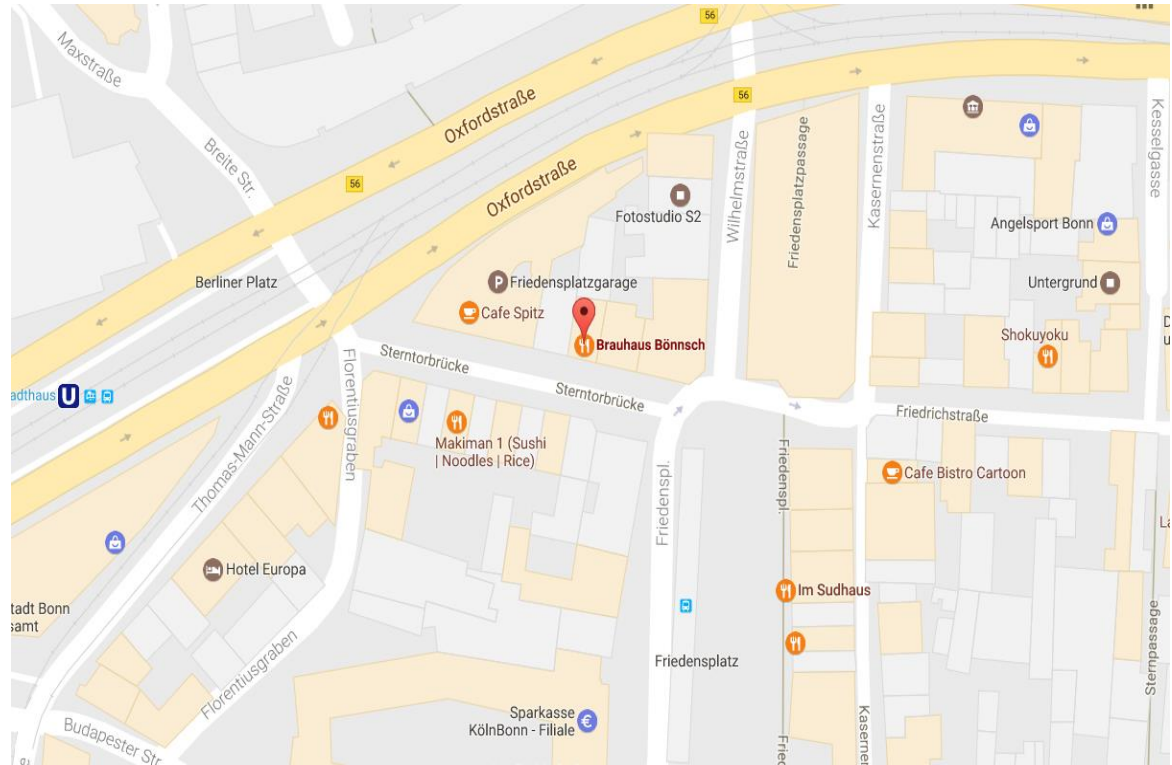 56
Maxstraße
Oxfordstraße
56
Breite Str.
56
Oxfordstraße
Wilhelmstraße
Friedensplatzpassage
Kasernenstraße
Kesselgasse
Fotostudio S2
Angelsport Bonn
Berliner Platz
P
Friedensplatzgarage
Untergrund
Cafe Spitz
Brauhaus Bönnsch
Shokuyoku
Sterntorbrücke
Sterntorbrücke
Florentiusgraben
adthaus
U
Thomas-Mann-Straße
Makiman 1 (Sushi
| Noodles | Rice)
Friedrichstraße
Friedenspl.
Friedenspl.
Cafe Bistro Cartoon
Hotel Europa
Im Sudhaus
tadt Bonn
samt
Florentiusgraben
Friedensplatz
Sternpassage
Sparkasse
KölnBonn - Filiale
€
Budapester Str
Kaserner
Fried